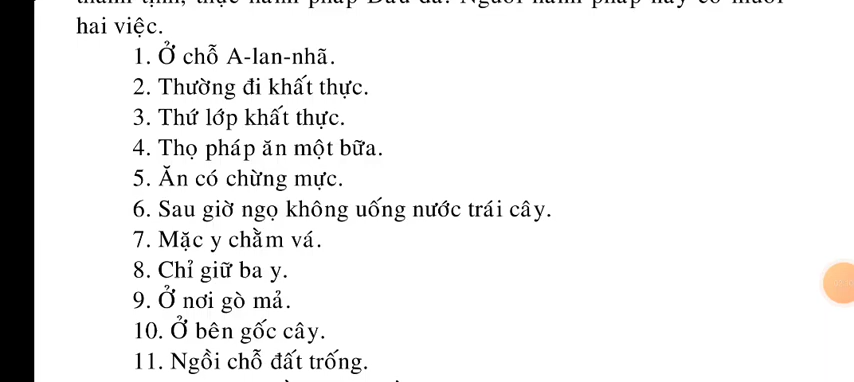 hai việc.
1. Ở chỗ A-lan-nhã.
2. Thường đi khất thực.
3. Thứ lớp khất thực.
4. Thọ pháp ăn một bữa.
5. Ăn có chừng mực.
6. Sau giờ ngọ không uống nước trái cây.
7. Mặc y chằm vá.
8. Chỉ giữ ba y.
9. Ở nơi gò mả.
10. Ở bên gốc cây.
11. Ngồi chỗ đất trống.